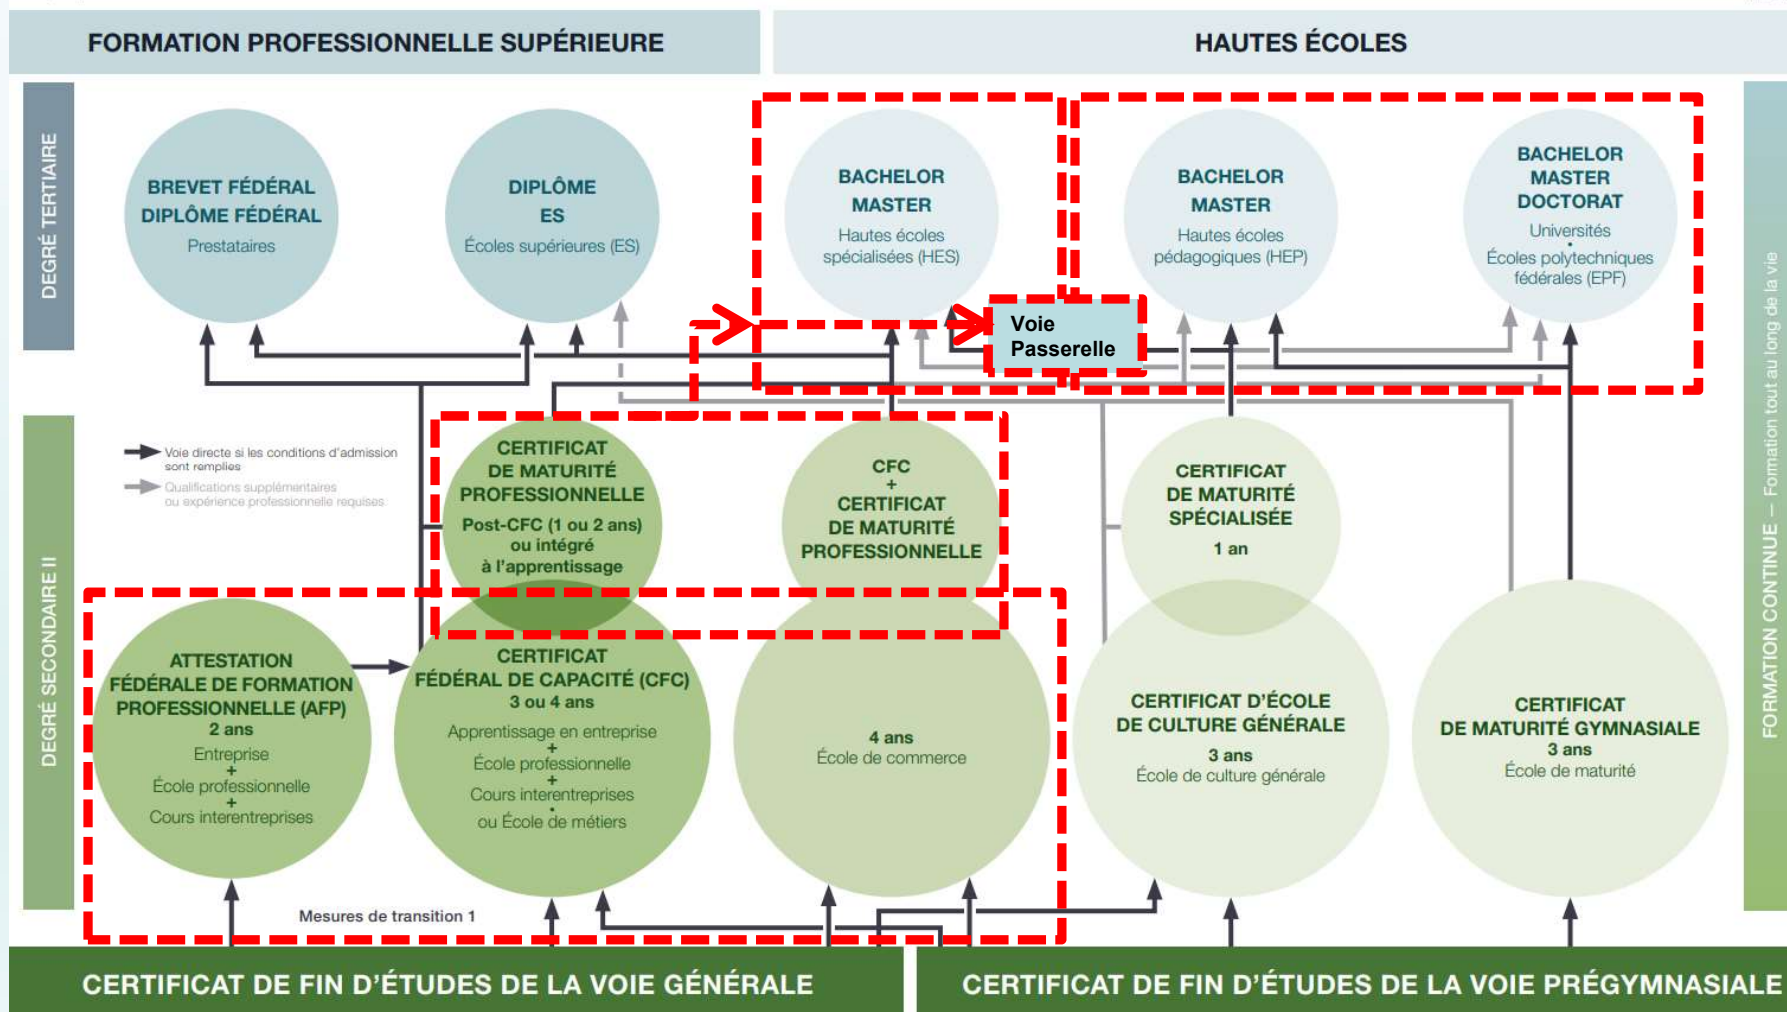 FORMATION PROFESSIONNELLE SUPÉRIEURE
HAUTES ÉCOLES
DEGRÉ TERTIAIRE
BREVET FÉDÉRAL
DIPLÔME FÉDÉRAL
Prestataires
DIPLÔME
ES
Écoles supérieures (ES)
BACHELOR
MASTER
Hautes écoles
spécialisées (HES)
BACHELOR
MASTER
Hautes écoles
pédagogiques (HEP)
BACHELOR
MASTER
DOCTORAT
Universités
•
Écoles polytechniques
fédérales (EPF)
Voie
Passerelle
DEGRÉ SECONDAIRE II
Voie directe si les conditions d'admission
sont remplies
Qualifications supplémentaires
ou expérience professionnelle requises
CERTIFICAT
DE MATURITÉ
PROFESSIONNELLE
Post-CFC (1 ou 2 ans)
ou intégré
à l'apprentissage
CFC
+
CERTIFICAT
DE MATURITÉ
PROFESSIONNELLE
CERTIFICAT
DE MATURITÉ
SPÉCIALISÉE
1 an
ATTESTATION
FÉDÉRALE DE FORMATION
PROFESSIONNELLE (AFP)
2 ans
Entreprise
+
École professionnelle
+
Cours interentreprises
CERTIFICAT
FÉDÉRAL DE CAPACITÉ (CFC)
3 ou 4 ans
Apprentissage en entreprise
+
École professionnelle
+
Cours interentreprises
•
ou École de métiers
4 ans
École de commerce
CERTIFICAT D'ÉCOLE
DE CULTURE GÉNÉRALE
3 ans
École de culture générale
CERTIFICAT
DE MATURITÉ GYMNASIALE
3 ans
École de maturité
FORMATION CONTINUE — Formation tout au long de la vie
Mesures de transition 1
CERTIFICAT DE FIN D'ÉTUDES DE LA VOIE GÉNÉRALE
CERTIFICAT DE FIN D'ÉTUDES DE LA VOIE PRÉGYMNASIALE